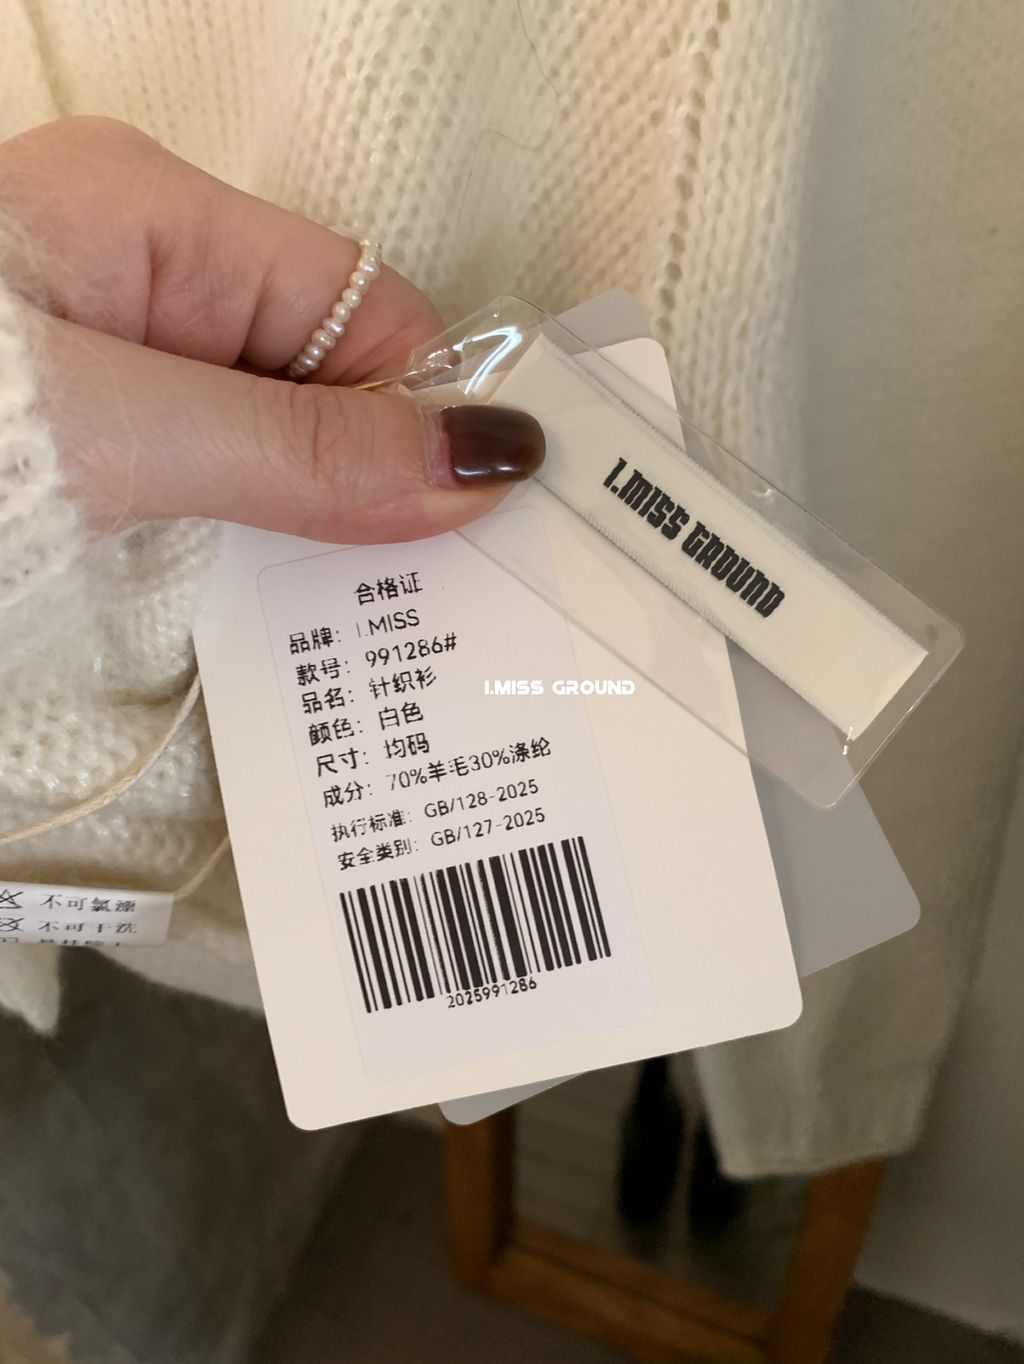 I.MISS GROUND
合格证
品牌：I.MISS
款号：991286#
品名：针织衫
颜色：白色
尺寸：均码
成分：70%羊毛30%涤纶
执行标准：GB/128-2025
安全类别：GB/127-2025
2025991286
I.MISS GROUND
不可氯漂
不可干洗